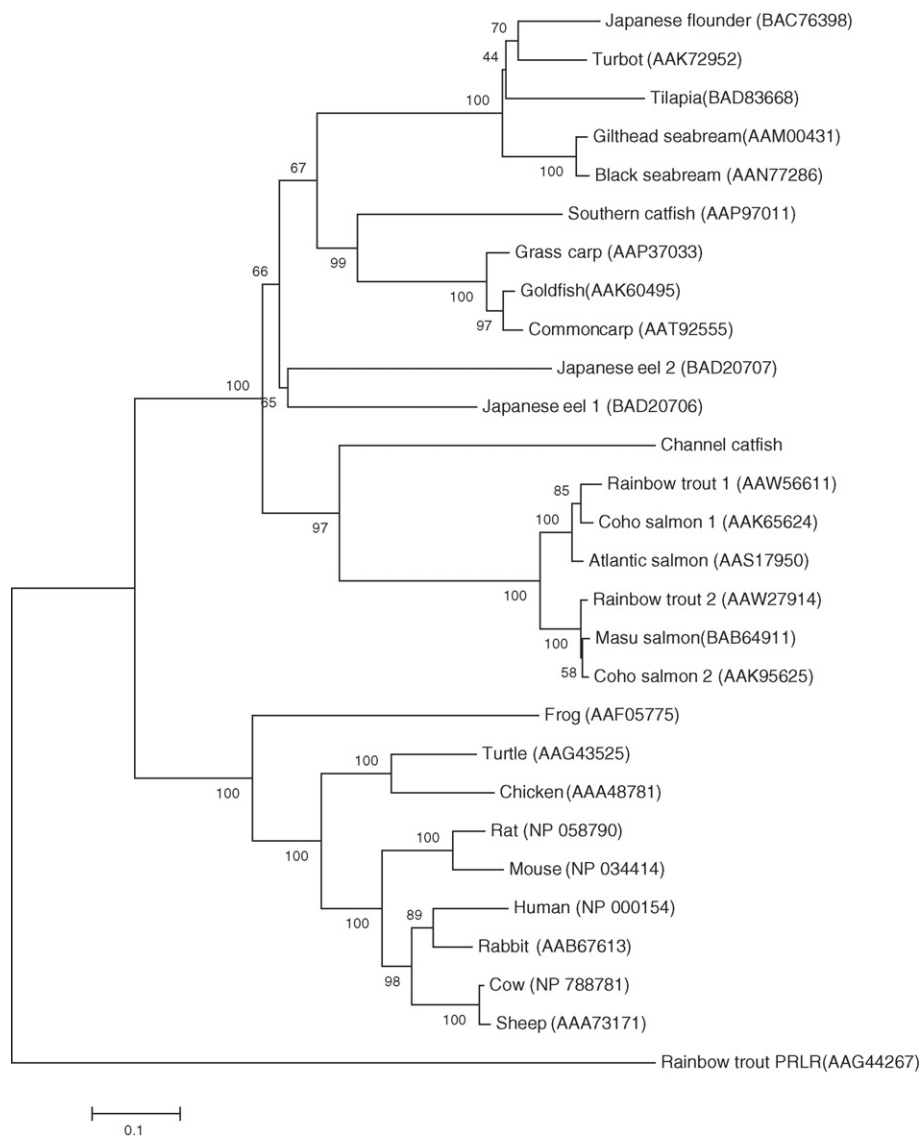 Japanese flounder (BAC76398)
70
Turbot (AAK72952)
44
Tilapia(BAD83668)
100
Gilthead seabream(AAM00431)
100
Black seabream (AAN77286)
67
Southern catfish (AAP97011)
99
Grass carp (AAP37033)
66
Goldfish(AAK60495)
100
97
Commoncarp (AAT92555)
Japanese eel 2 (BAD20707)
100
65
Japanese eel 1 (BAD20706)
Channel catfish
Rainbow trout 1 (AAW56611)
85
Coho salmon 1 (AAK65624)
100
97
Atlantic salmon (AAS17950)
100
Rainbow trout 2 (AAW27914)
100
Masu salmon(BAB64911)
58
Coho salmon 2 (AAK95625)
Frog (AAF05775)
Turtle (AAG43525)
100
100
Chicken(AAA48781)
Rat (NP 058790)
100
100
Mouse (NP 034414)
Human (NP 000154)
89
100
Rabbit (AAB67613)
98
Cow (NP 788781)
100
Sheep (AAA73171)
Rainbow trout PRLR(AAG44267)
0.1